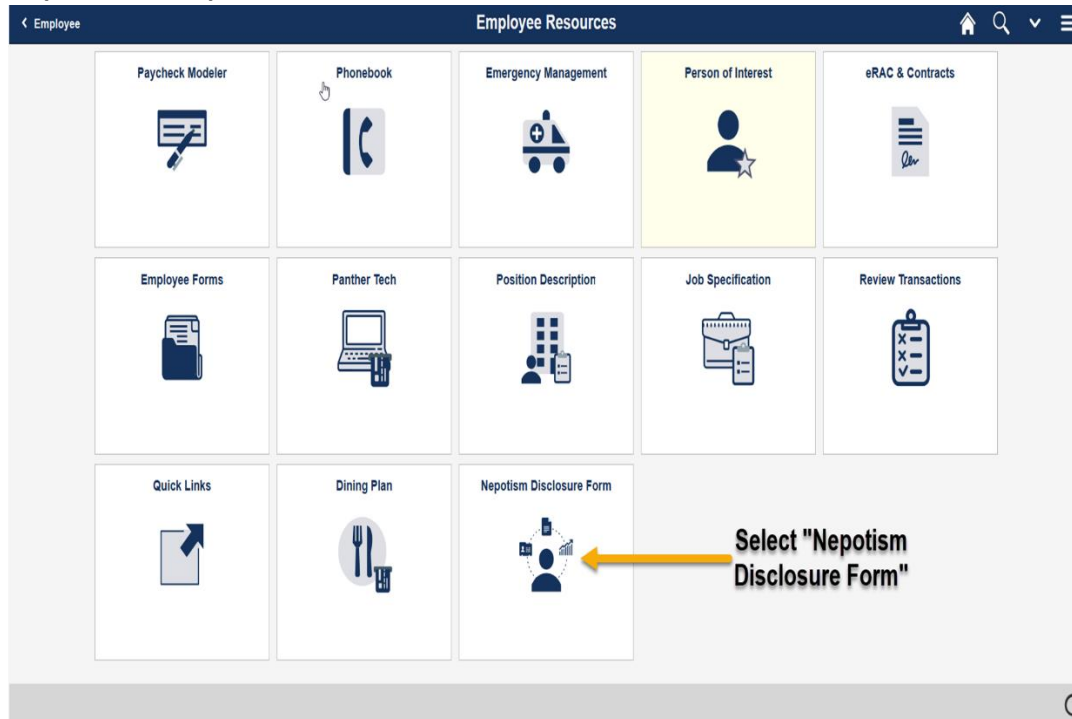 Employee
Employee Resources
Paycheck Modeler
Phonebook
Emergency Management
Person of Interest
eRAC & Contracts
Employee Forms
Panther Tech
Position Description
Job Specification
Review Transactions
Quick Links
Dining Plan
Nepotism Disclosure Form
Select "Nepotism
Disclosure Form"